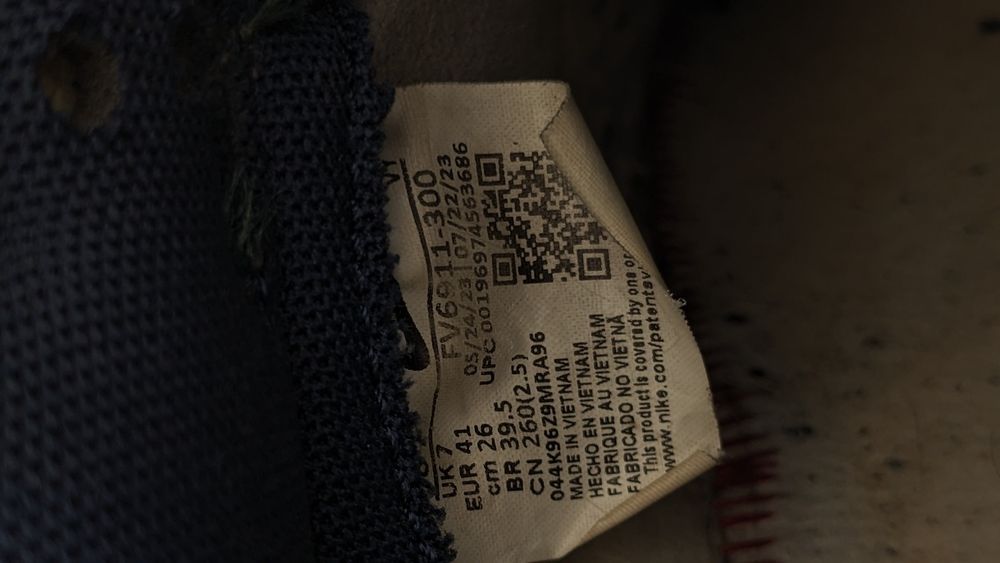 VT
FV6911-300
05/24/23 07/22/23
UPC 00196974563686
UK 7
EUR 41
cm 26
BR 39.5
CN 260(2.5)
044K96Z9MRA96
MADE IN VIETNAM
HECHO EN VIETNAM
FABRIQUE AU VIETNAM
FABRICADO NO VIETNÃ
This product is covered by one or
www.nike.com/patents